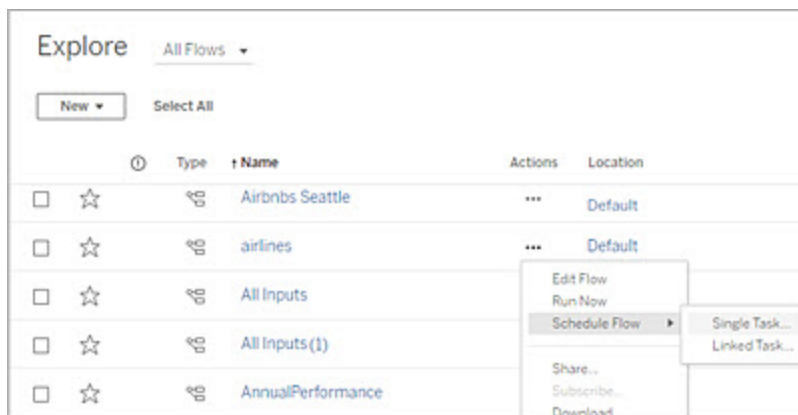 Explore All Flows
New Select All
Type Name Actions Location
Airbnbs Seattle ... Default
airlines ... Default
Edit Flow
All Inputs
Run Now
Schedule Flow Single Task...
All Inputs (1) Linked Task...
Share...
AnnualPerformance Subscribe...
Download